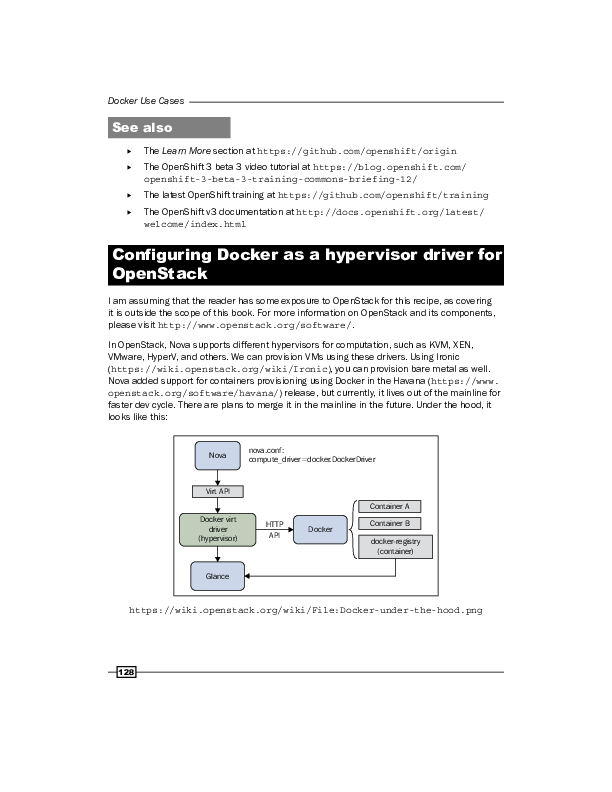 Docker Use Cases
See also
► The Learn More section at https://github.com/openshift/origin
► The OpenShift 3 beta 3 video tutorial at https://blog.openshift.com/
openshift-3-beta-3-training-commons-briefing-12/
► The latest OpenShift training at https://github.com/openshift/training
► The OpenShift v3 documentation at http://docs.openshift.org/latest/
welcome/index.html
Configuring Docker as a hypervisor driver for
OpenStack
I am assuming that the reader has some exposure to OpenStack for this recipe, as covering
it is outside the scope of this book. For more information on OpenStack and its components,
please visit http://www.openstack.org/software/.
In OpenStack, Nova supports different hypervisors for computation, such as KVM, XEN,
VMware, HyperV, and others. We can provision VMs using these drivers. Using Ironic
(https://wiki.openstack.org/wiki/Ironic), you can provision bare metal as well.
Nova added support for containers provisioning using Docker in the Havana (https://www.
openstack.org/software/havana/) release, but currently, it lives out of the mainline for
faster dev cycle. There are plans to merge it in the mainline in the future. Under the hood, it
looks like this:
Nova
nova.conf:
compute_driver=docker.DockerDriver
Virt API
Docker virt
driver
(hypervisor)
HTTP
API
Docker
Container A
Container B
docker-registry
(container)
Glance
https://wiki.openstack.org/wiki/File:Docker-under-the-hood.png
128